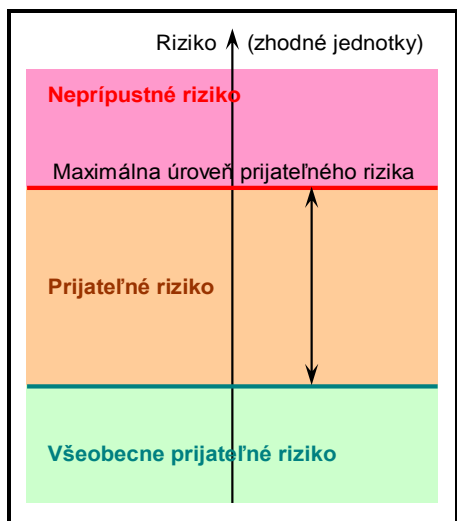 Riziko (zhodné jednotky)
Neprípustné riziko
Maximálna úroveň prijateľného rizika
Prijateľné riziko
Všeobecne prijateľné riziko